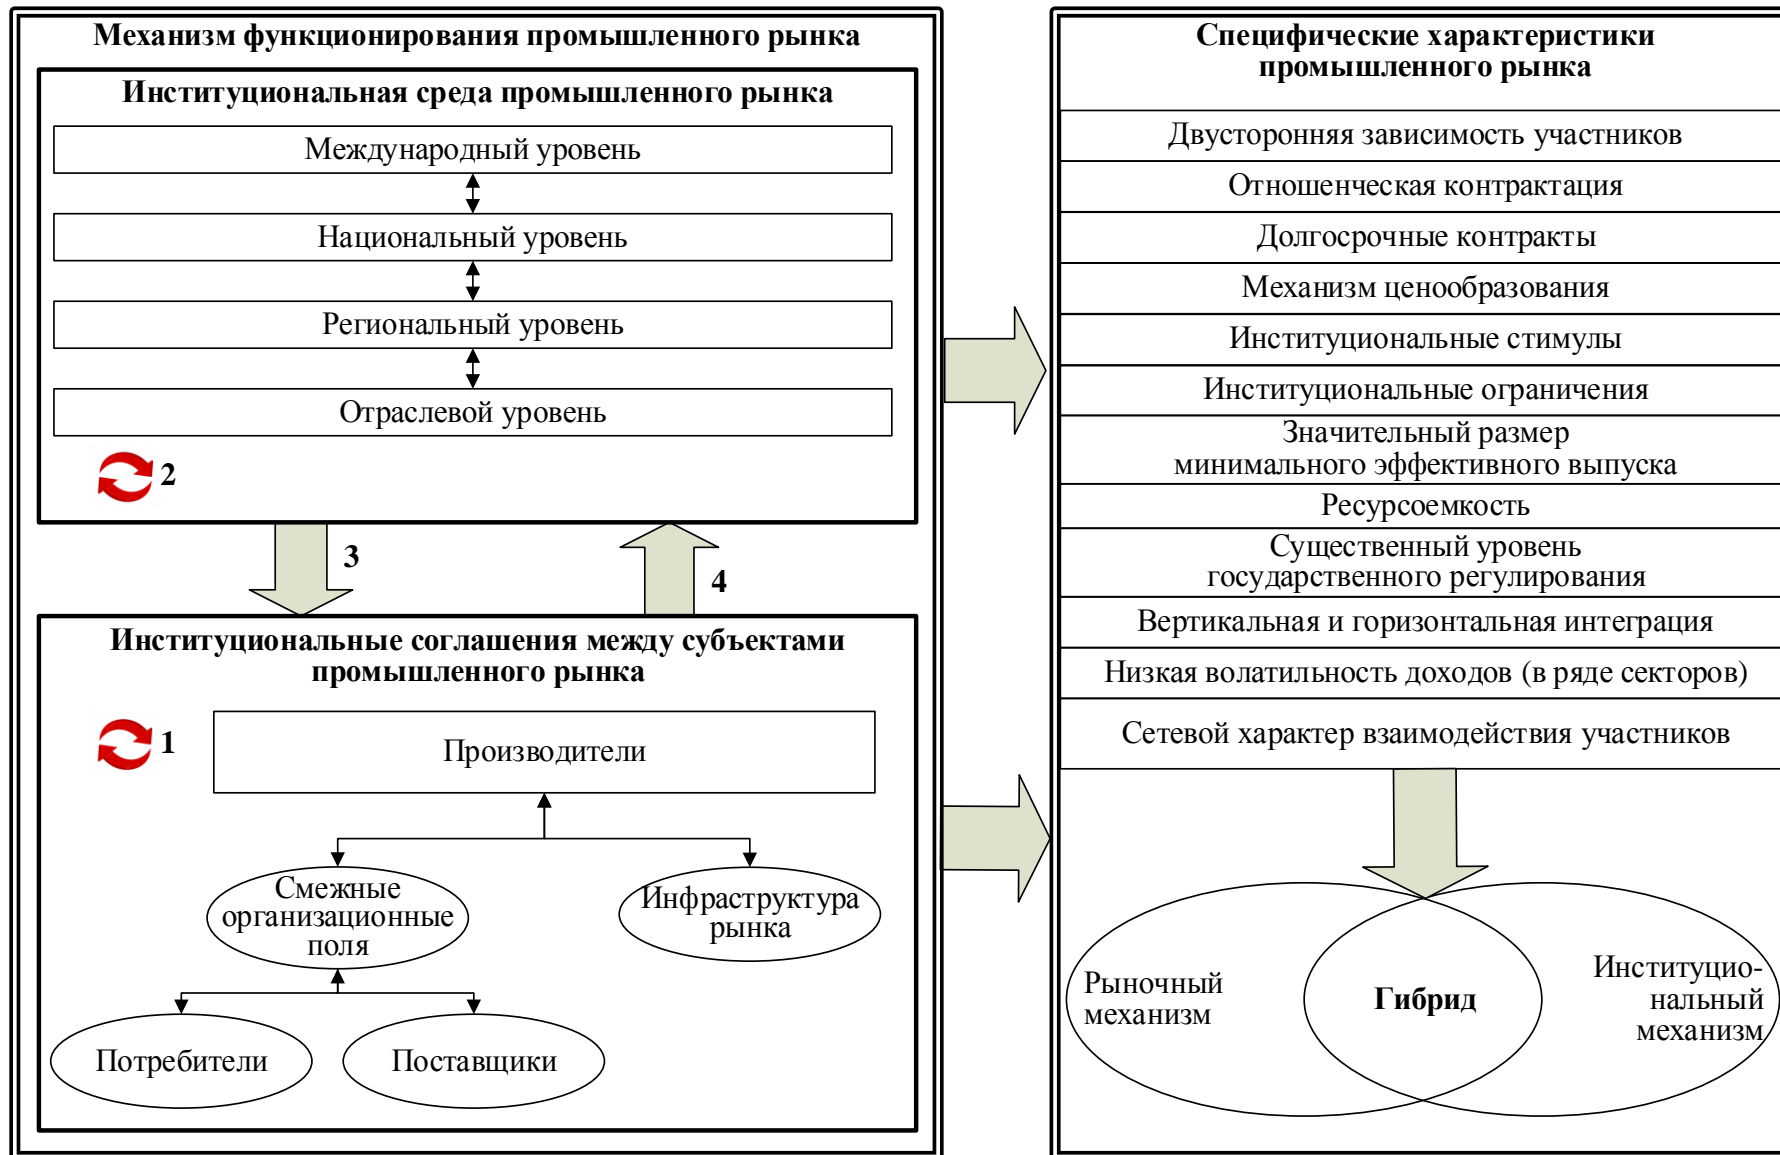 Механизм функционирования промышленного рынка
Институциональная среда промышленного рынка
Международный уровень
Национальный уровень
Региональный уровень
Отраслевой уровень
2
3
4
Институциональные соглашения между субъектами
промышленного рынка
1
Производители
Смежные
организационные
поля
Инфраструктура
рынка
Потребители
Поставщики
Специфические характеристики
промышленного рынка
Двусторонняя зависимость участников
Отношенческая контрактация
Долгосрочные контракты
Механизм ценообразования
Институциональные стимулы
Институциональные ограничения
Значительный размер
минимального эффективного выпуска
Ресурсоемкость
Существенный уровень
государственного регулирования
Вертикальная и горизонтальная интеграция
Низкая волатильность доходов (в ряде секторов)
Сетевой характер взаимодействия участников
Рыночный
механизм
Гибрид
Институцио-
нальный
механизм